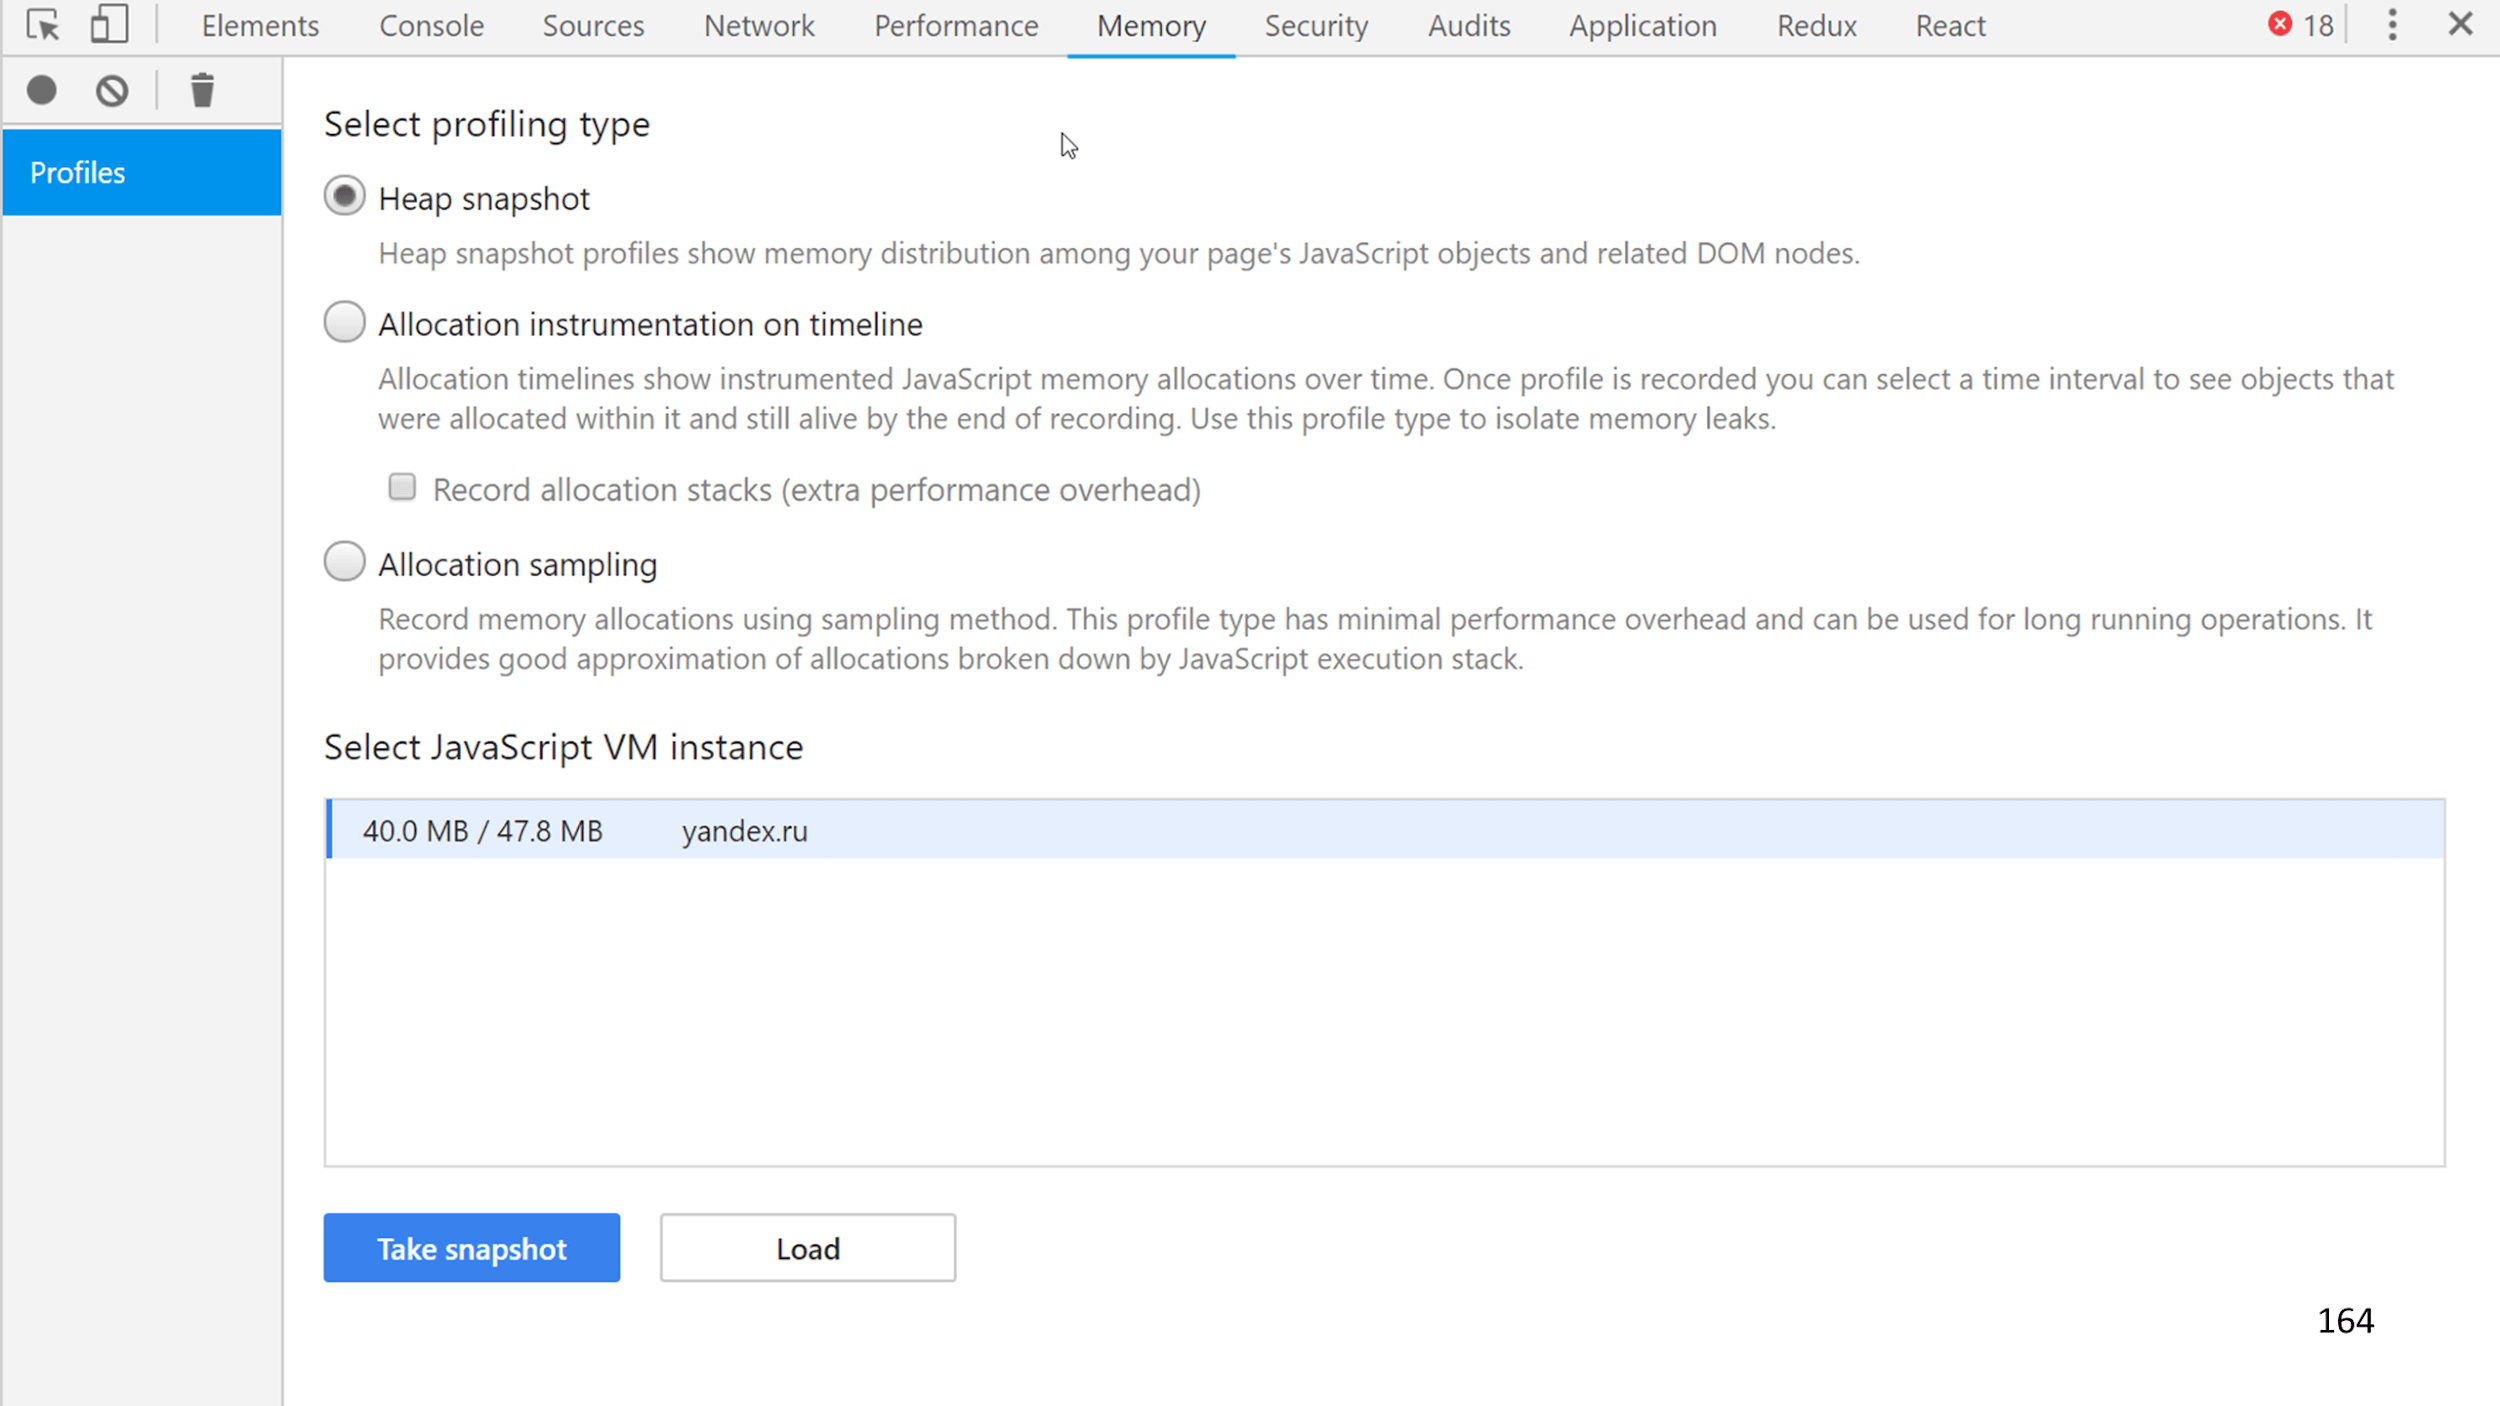 Elements Console Sources Network Performance Memory Security Audits Application Redux React 18
Profiles
Select profiling type
Heap snapshot
Heap snapshot profiles show memory distribution among your page's JavaScript objects and related DOM nodes.
Allocation instrumentation on timeline
Allocation timelines show instrumented JavaScript memory allocations over time. Once profile is recorded you can select a time interval to see objects that
were allocated within it and still alive by the end of recording. Use this profile type to isolate memory leaks.
Record allocation stacks (extra performance overhead)
Allocation sampling
Record memory allocations using sampling method. This profile type has minimal performance overhead and can be used for long running operations. It
provides good approximation of allocations broken down by JavaScript execution stack.
Select JavaScript VM instance
40.0 MB / 47.8 MB yandex.ru
Take snapshot Load
164